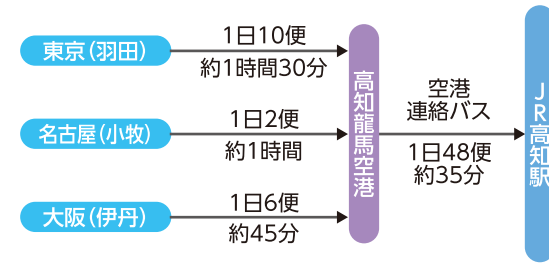 東京(羽田)
1日10便
約1時間30分
名古屋(小牧)
1日2便
約1時間
大阪(伊丹)
1日6便
約45分
高知龍馬空港
空港
連絡バス
1日48便
約35分
JR高知駅